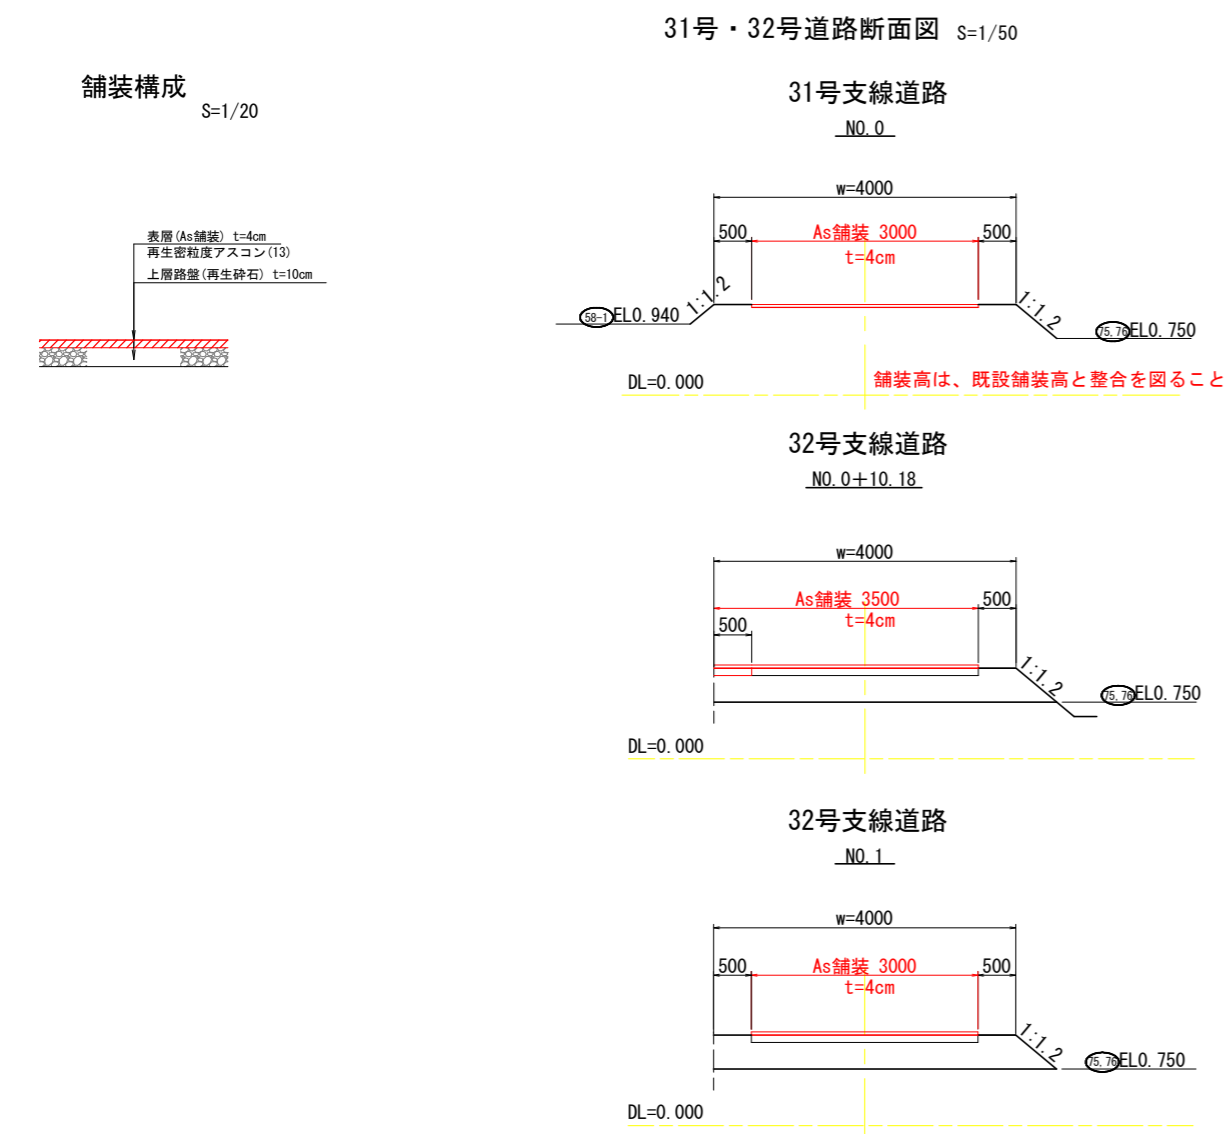 31号・32号道路断面図 S=1/50
舗装構成
S=1/20
表層(As舗装) t=4cm
再生密粒度アスコン(13)
上層路盤(再生砕石) t=10cm
31号支線道路
NO.0
w=4000
500 As舗装 3000 500
t=4cm
1:1.2 1:1.2
58-1 EL0.940
75.76 EL0.750
DL=0.000
舗装高は、既設舗装高と整合を図ること
32号支線道路
NO.0+10.18
w=4000
As舗装 3500 500
500 t=4cm
1:1.2
75.76 EL0.750
DL=0.000
32号支線道路
NO.1
w=4000
500 As舗装 3000 500
t=4cm
1:1.2
75.76 EL0.750
DL=0.000